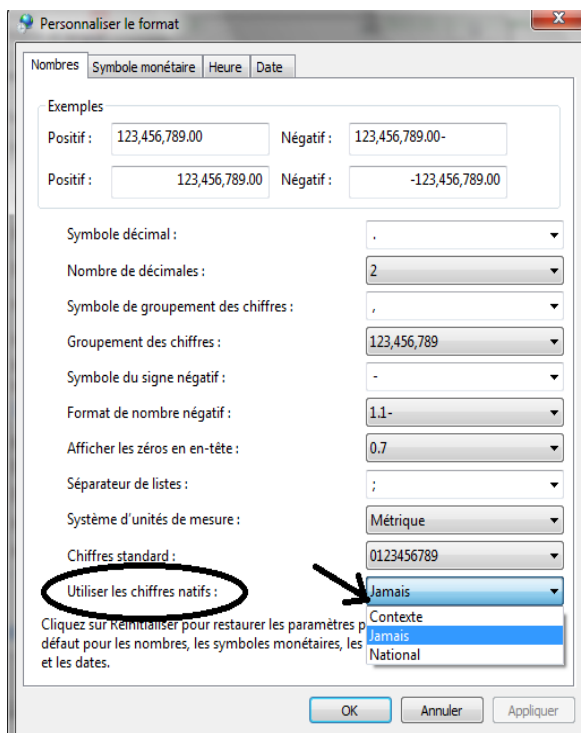 Personnaliser le format
Nombres Symbole monétaire Heure Date
Exemples
Positif : 123,456,789.00 Négatif : 123,456,789.00-
Positif : 123,456,789.00 Négatif : -123,456,789.00
Symbole décimal : .
Nombre de décimales : 2
Symbole de groupement des chiffres : ,
Groupement des chiffres : 123,456,789
Symbole du signe négatif : -
Format de nombre négatif : 1.1-
Afficher les zéros en en-tête : 0.7
Séparateur de listes : ;
Système d'unités de mesure : Métrique
Chiffres standard : 0123456789
Utiliser les chiffres natifs : Jamais
Contexte
Jamais
National
Cliquez sur Réinitialiser pour restaurer les paramètres p
défaut pour les nombres, les symboles monétaires, les
et les dates.
OK Annuler Appliquer